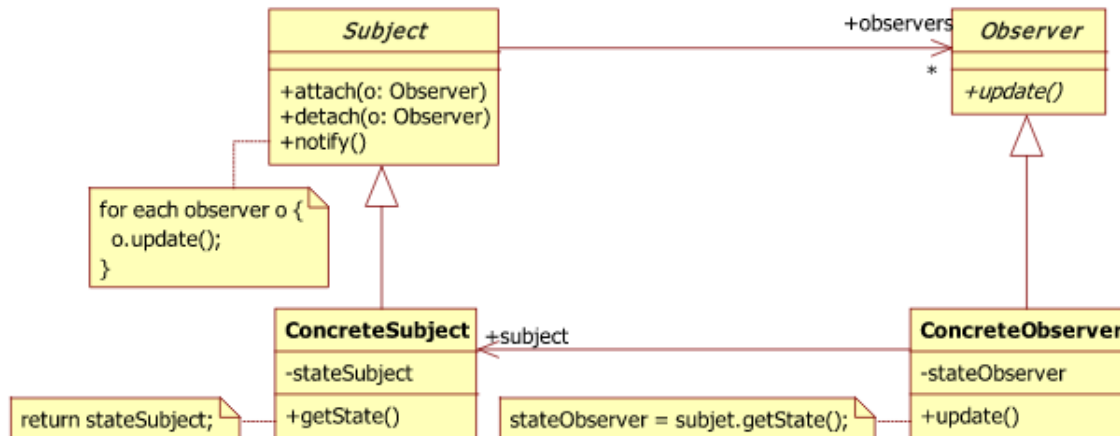 Subject
+attach(o: Observer)
+detach(o: Observer)
+notify()
+observers
*
Observer
+update()
for each observer o {
o.update();
}
ConcreteSubject
-stateSubject
+getState()
return stateSubject;
+subject
ConcreteObserver
-stateObserver
+update()
stateObserver = subjet.getState();